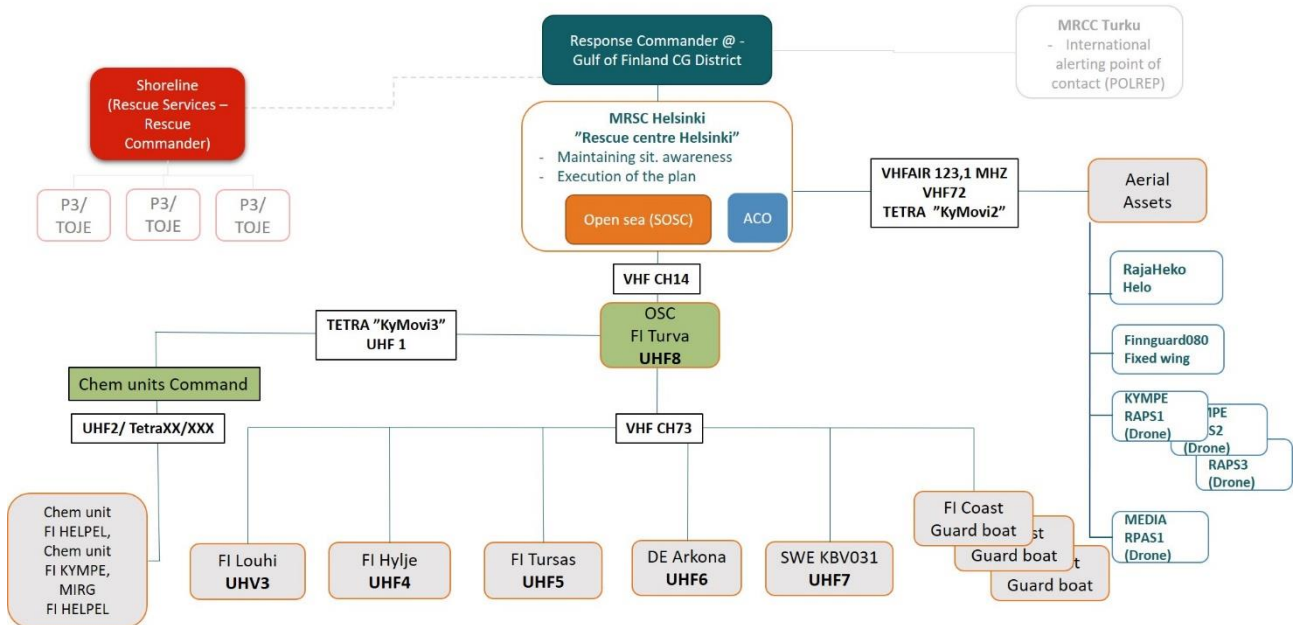 Response Commander @ -
Gulf of Finland CG District
MRCC Turku
- International
alerting point of
contact (POLREP)
Shoreline
(Rescue Services –
Rescue
Commander)
P3/
TOJE
P3/
TOJE
P3/
TOJE
MRSC Helsinki
”Rescue centre Helsinki”
- Maintaining sit. awareness
- Execution of the plan
Open sea (SOSC)
ACO
VHFAIR 123,1 MHZ
VHF72
TETRA ”KyMovi2”
Aerial
Assets
RajaHeko
Helo
Finnguard080
Fixed wing
KYMPE
RAPS1
(Drone)
MPE
S2
(Drone)
RAPS3
(Drone)
MEDIA
RPAS1
(Drone)
VHF CH14
TETRA ”KyMovi3”
UHF 1
OSC
FI Turva
UHF8
Chem units Command
UHF2/ TetraXX/XXX
VHF CH73
Chem unit
FI HELPEL,
Chem unit
FI KYMPE,
MIRG
FI HELPEL
FI Louhi
UHV3
FI Hylje
UHF4
FI Tursas
UHF5
DE Arkona
UHF6
SWE KBV031
UHF7
FI Coast
Guard boat
st
Guard boat
t
Guard boat